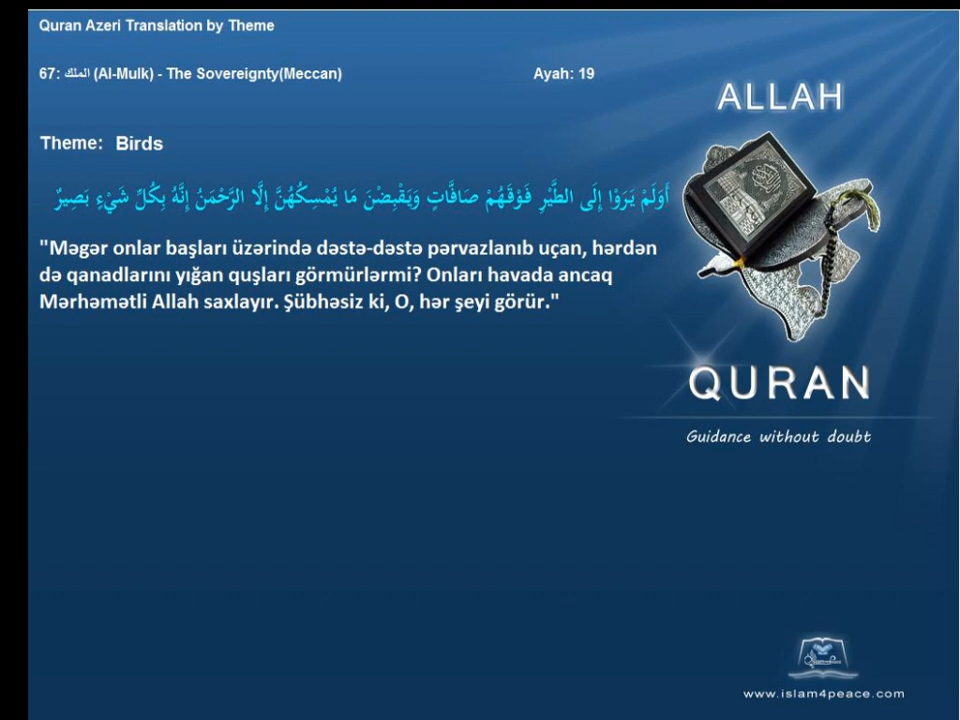 Quran Azeri Translation by Theme
67: الملك (Al-Mulk) - The Sovereignty(Meccan) Ayah: 19
ALLAH
Theme: Birds
أَوَلَمْ يَرَوْا إِلَى الطَّيْرِ فَوْقَهُمْ صَافَّاتٍ وَيَقْبِضْنَ مَا يُمْسِكُهُنَّ إِلَّا الرَّحْمَنُ إِنَّهُ بِكُلِّ شَيْءٍ بَصِيرٌ
"Məgər onlar başları üzərində dəstə-dəstə pərvazlanıb uçan, hərdən
də qanadlarını yığan quşları görmürlərmi? Onları havada ancaq
Mərhəmətli Allah saxlayır. Şübhəsiz ki, O, hər şeyi görür."
QURAN
Guidance without doubt
www.islam4peace.com